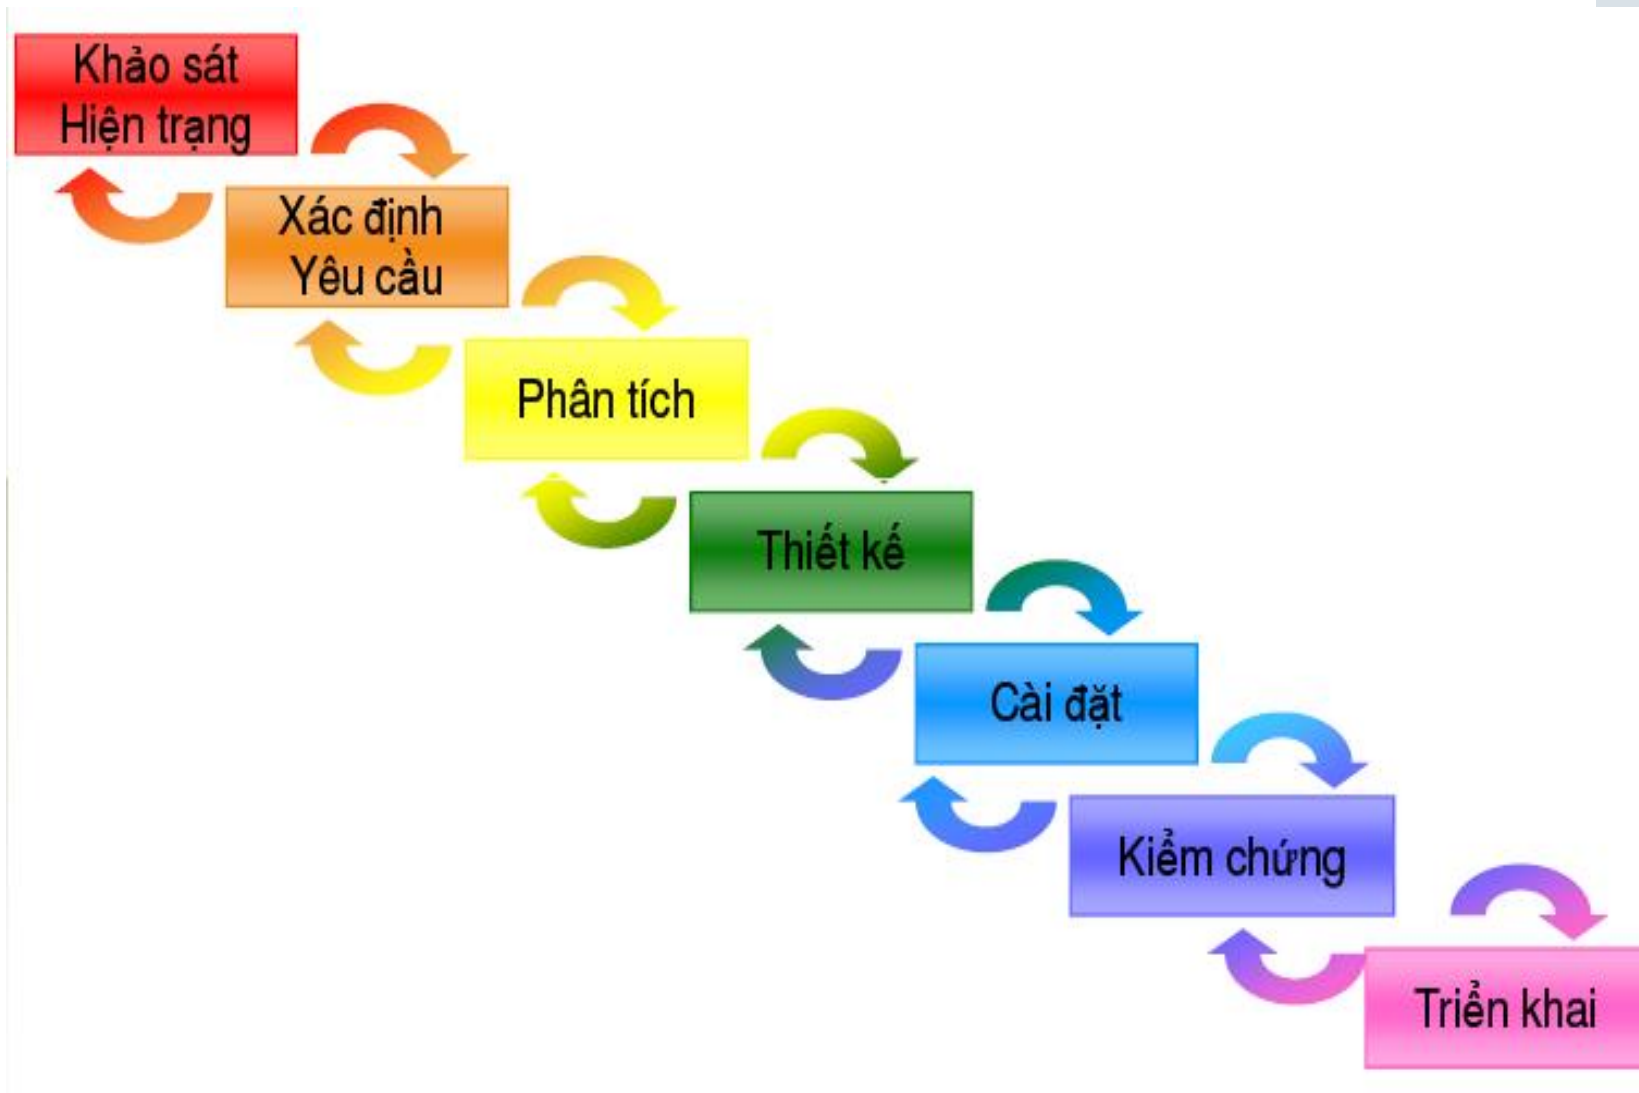 Khảo sát
Hiện trạng
Xác định
Yêu cầu
Phân tích
Thiết kế
Cài đặt
Kiểm chứng
Triển khai